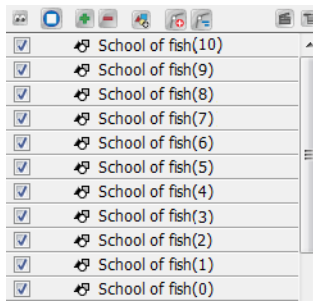 School of fish(10)
School of fish(9)
School of fish(8)
School of fish(7)
School of fish(6)
School of fish(5)
School of fish(4)
School of fish(3)
School of fish(2)
School of fish(1)
School of fish(0)